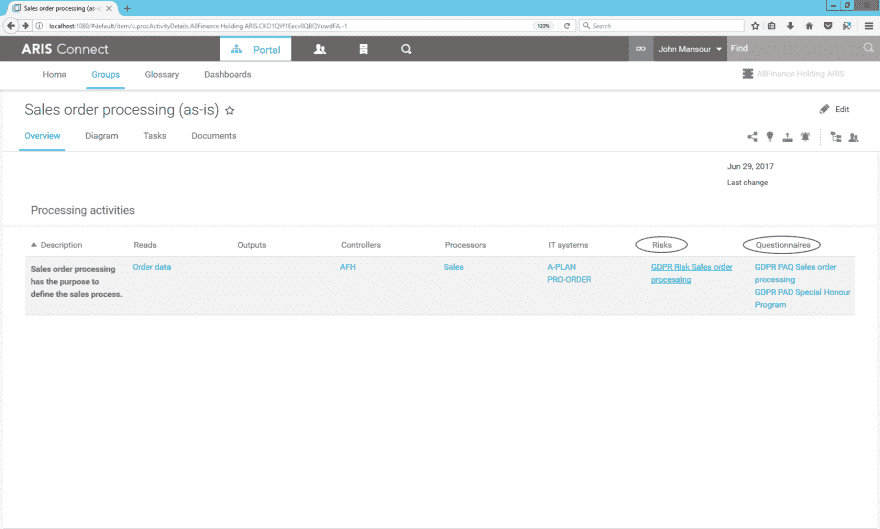 Sales order processing (as-is
localhost:1080/#default/item/c.procActivityDetails.AllFinance Holding ARIS.
120%
Search
ARIS Connect
Portal
John Mansour
Find
Home
Groups
Glossary
Dashboards
AllFinance Holding ARIS
Sales order processing (as-is)
Edit
Overview
Diagram
Tasks
Documents
Jun 29, 2017
Last change
Processing activities
Description
Reads
Outputs
Controllers
Processors
IT systems
Risks
Questionnaires
Sales order processing
has the purpose to
define the sales process.
Order data
AFH
Sales
A-PLAN
PRO-ORDER
GDPR Risk Sales order
processing
GDPR PAQ Sales order
processing
GDPR PAD Special Honour
Program